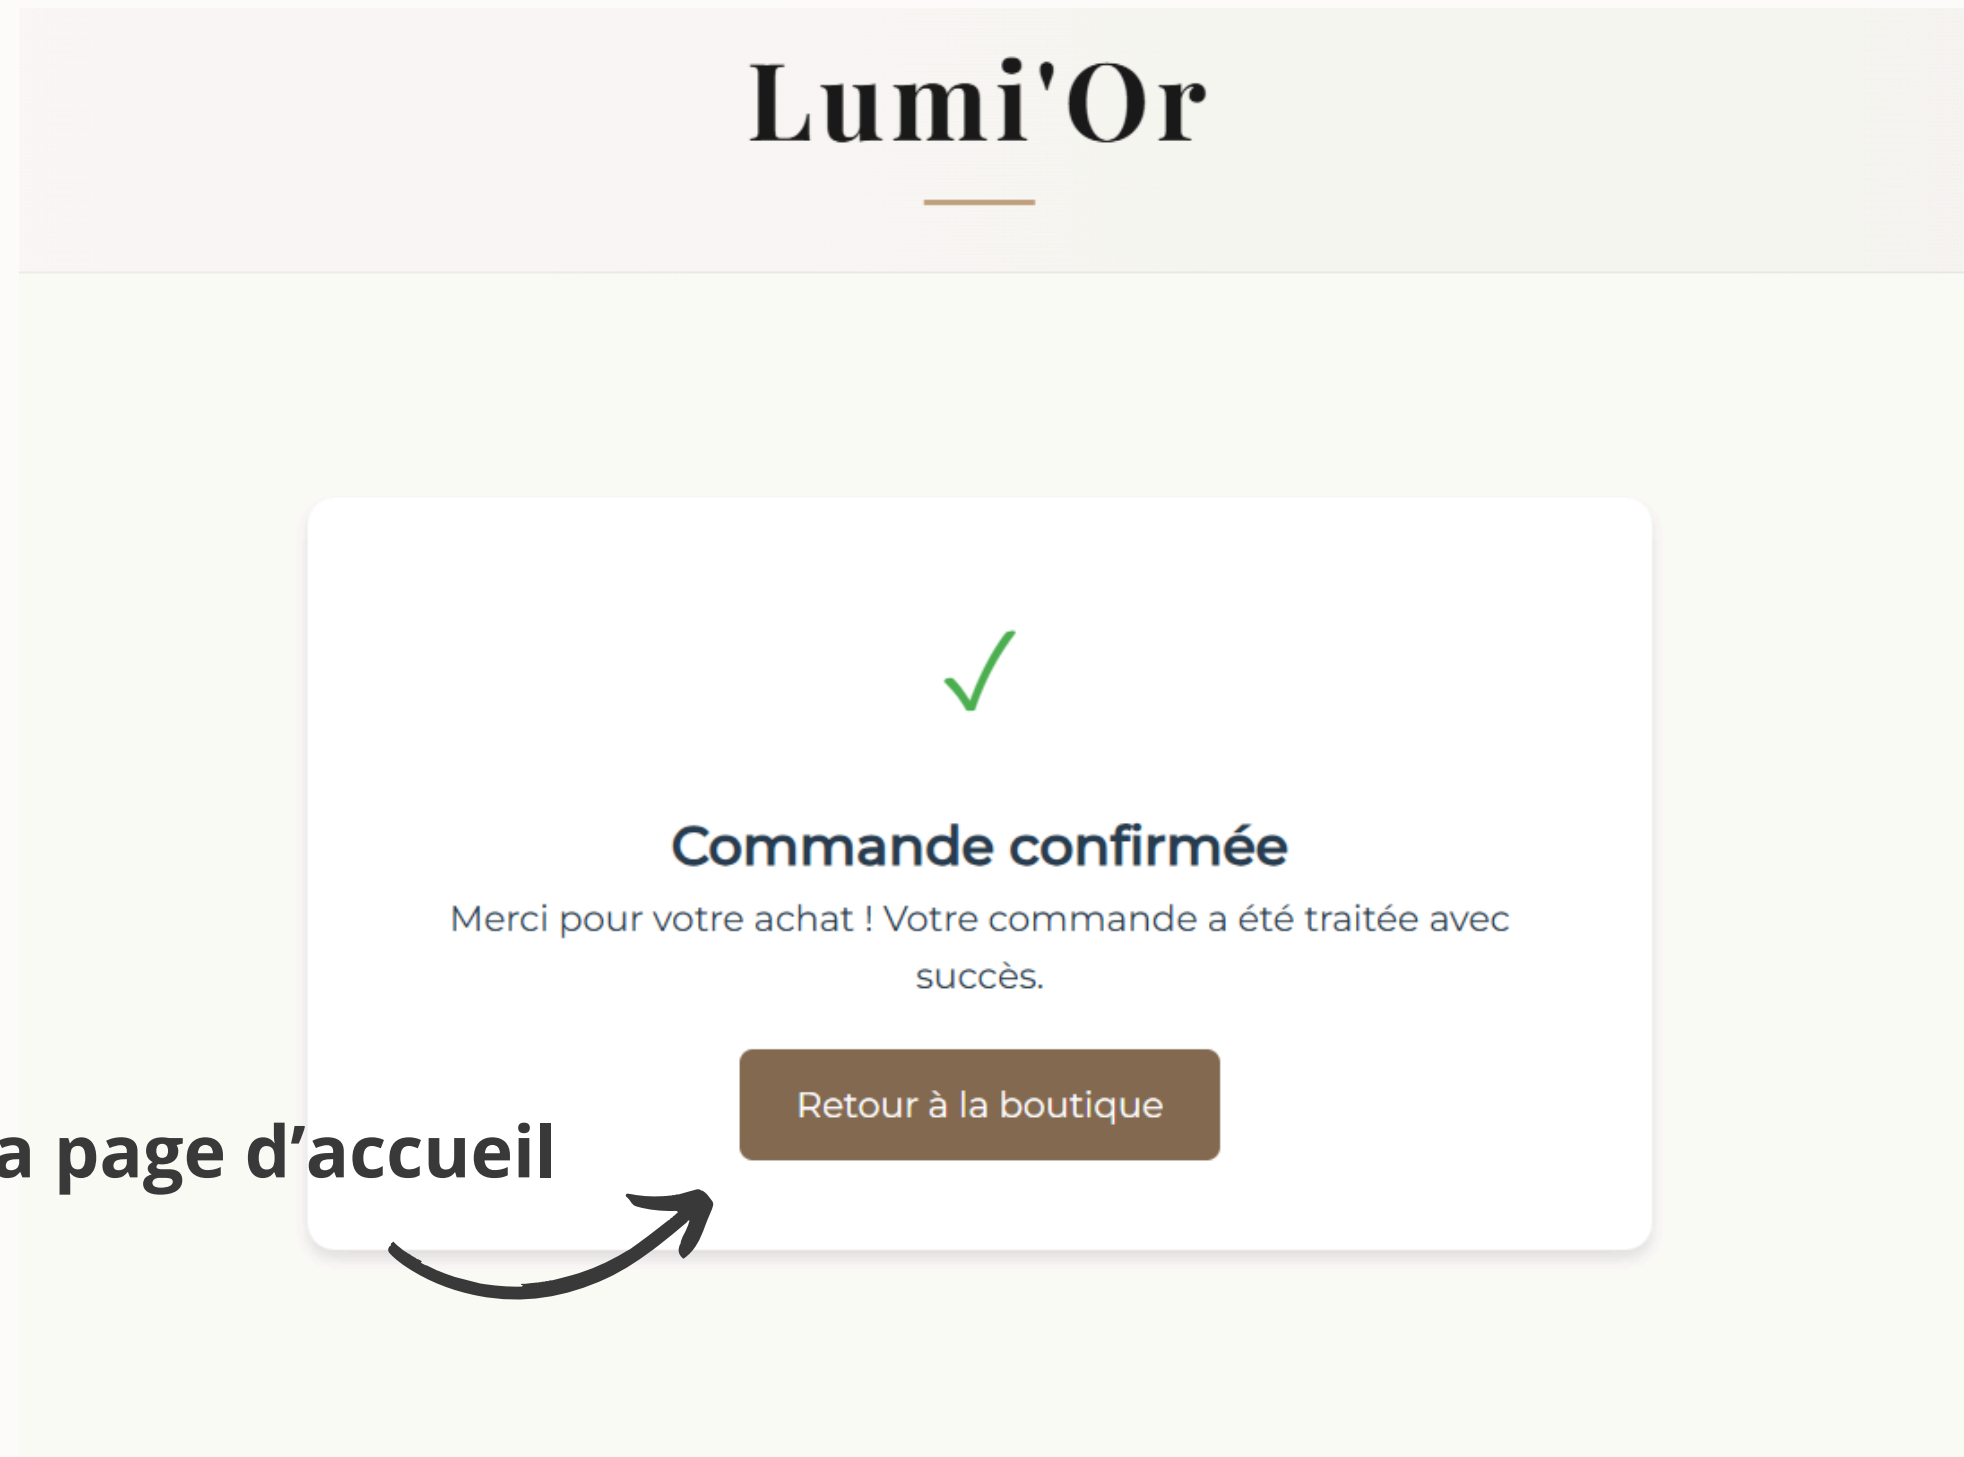 Lumi'Or
Commande confirmée
Merci pour votre achat ! Votre commande a été traitée avec
succès.
Retour à la boutique
a page d’accueil